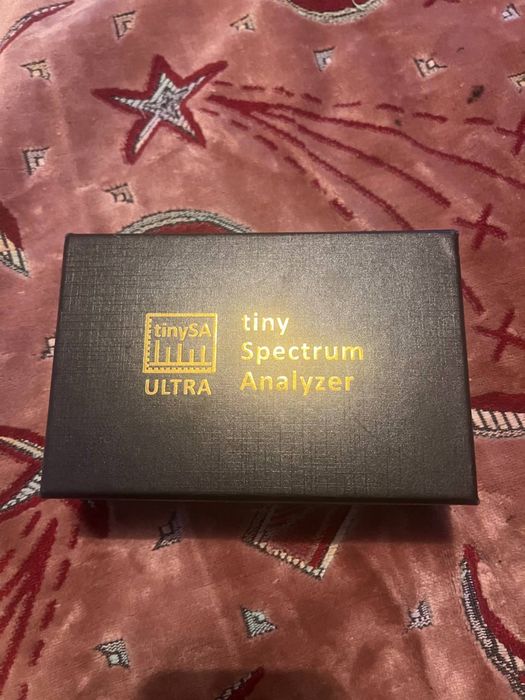 tinySA
ULTRA
tiny
Spectrum
Analyzer